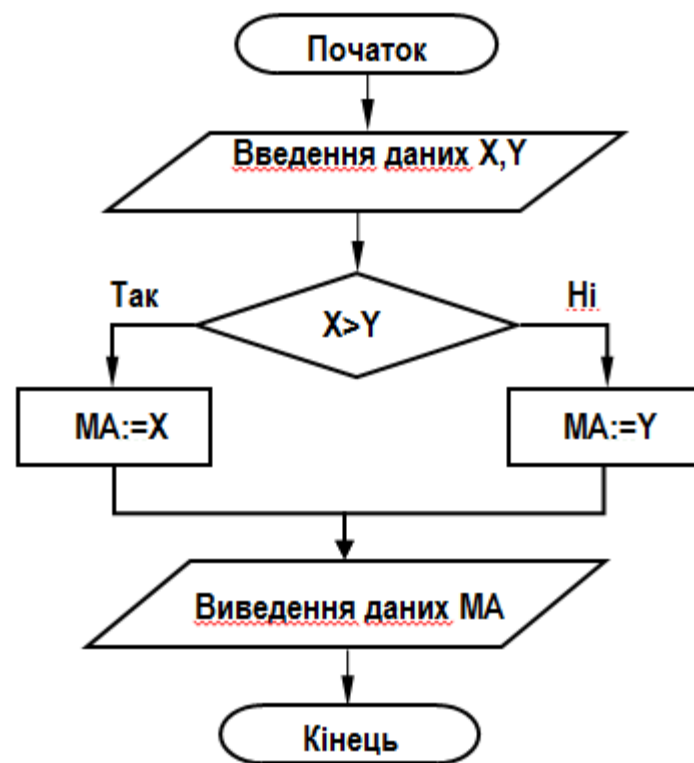 Початок
Введення даних X,Y
Так
Ні
X>Y
MA:=X
MA:=Y
Виведення даних MA
Кінець